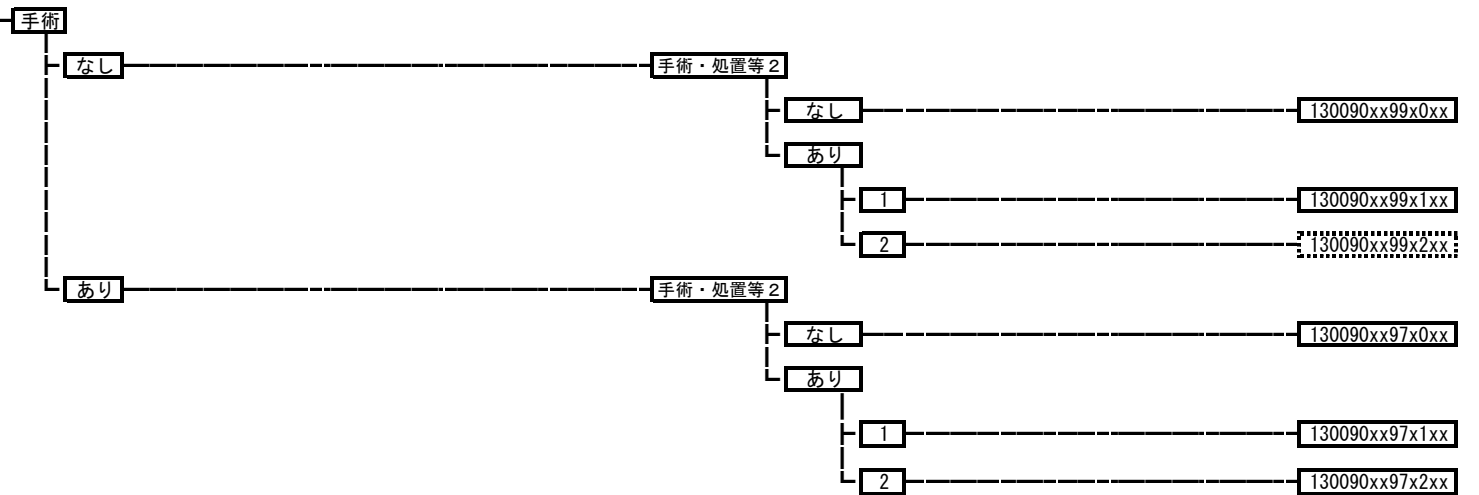 手術
なし 手術・処置等２
なし 130090xx99x0xx
あり
1 130090xx99x1xx
2 130090xx99x2xx
あり 手術・処置等２
なし 130090xx97x0xx
あり
1 130090xx97x1xx
2 130090xx97x2xx